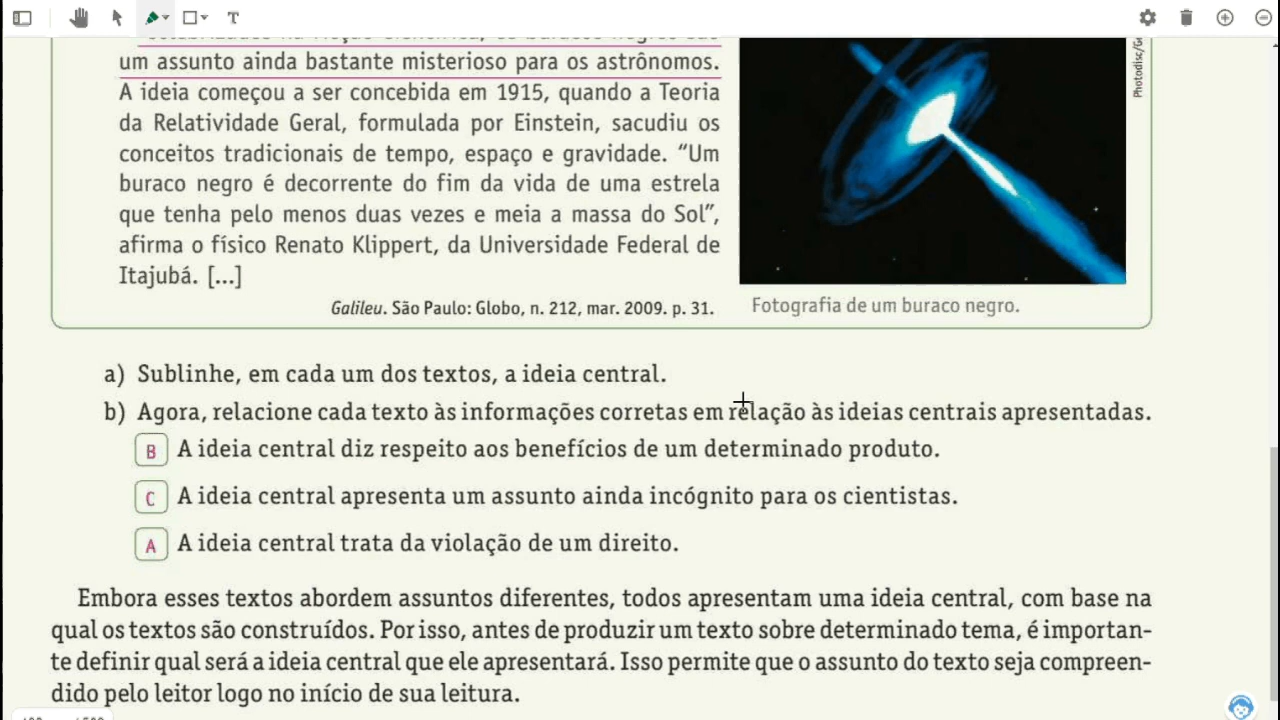 T
um assunto ainda bastante misterioso para os astrônomos.
A ideia começou a ser concebida em 1915, quando a Teoria
da Relatividade Geral, formulada por Einstein, sacudiu os
conceitos tradicionais de tempo, espaço e gravidade. “Um
buraco negro é decorrente do fim da vida de uma estrela
que tenha pelo menos duas vezes e meia a massa do Sol”,
afirma o físico Renato Klippert, da Universidade Federal de
Itajubá. [...]
Galileu. São Paulo: Globo, n. 212, mar. 2009. p. 31.
Photodisc/
Fotografia de um buraco negro.
a) Sublinhe, em cada um dos textos, a ideia central.
b) Agora, relacione cada texto às informações corretas em relação às ideias centrais apresentadas.
B A ideia central diz respeito aos benefícios de um determinado produto.
C A ideia central apresenta um assunto ainda incógnito para os cientistas.
A A ideia central trata da violação de um direito.
Embora esses textos abordem assuntos diferentes, todos apresentam uma ideia central, com base na
qual os textos são construídos. Por isso, antes de produzir um texto sobre determinado tema, é importan-
te definir qual será a ideia central que ele apresentará. Isso permite que o assunto do texto seja compreen-
dido pelo leitor logo no início de sua leitura.